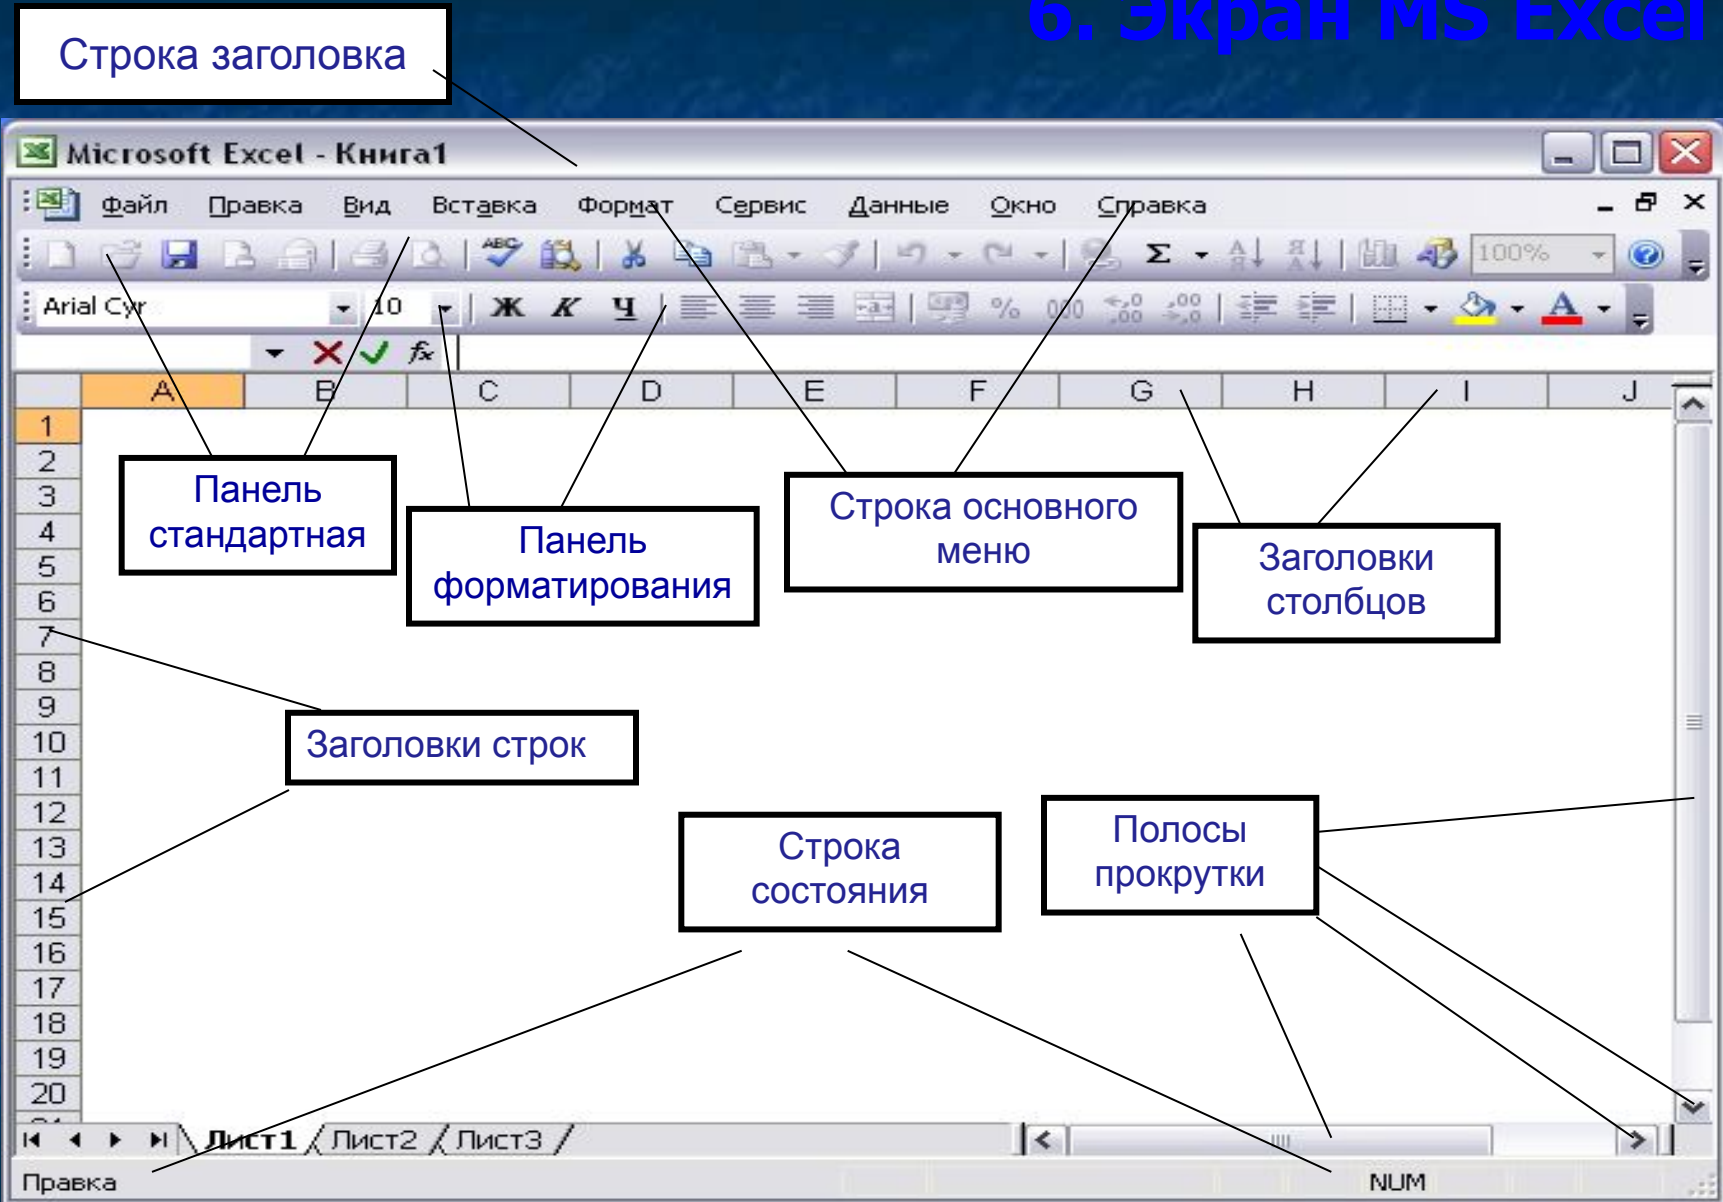 6. Экран MS Excel
Строка заголовка
Microsoft Excel - Книга1
Файл Правка Вид Вставка Формат Сервис Данные Окно Справка
100%
Arial Cyr 10 Ж К Ч % 000
fx
A B C D E F G H I J
1
2
3
4
5
6
7
8
9
10
11
12
13
14
15
16
17
18
19
20
Панель
стандартная
Панель
форматирования
Строка основного
меню
Заголовки
столбцов
Заголовки строк
Строка
состояния
Полосы
прокрутки
Лист1 Лист2 Лист3
Правка NUM